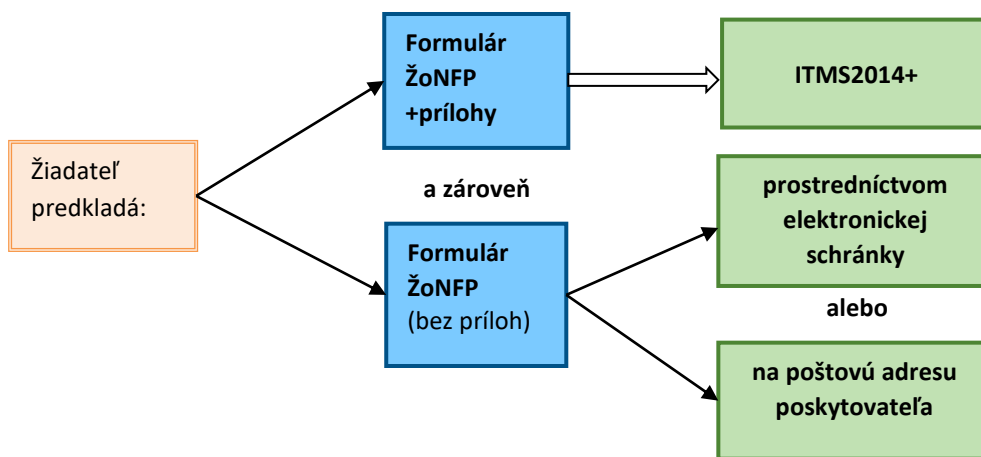 Žiadateľ
predkladá:
Formulár
ŽoNFP
+prílohy
ITMS2014+
a zároveň
Formulár
ŽoNFP
(bez príloh)
prostredníctvom
elektronickej
schránky
alebo
na poštovú adresu
poskytovateľa